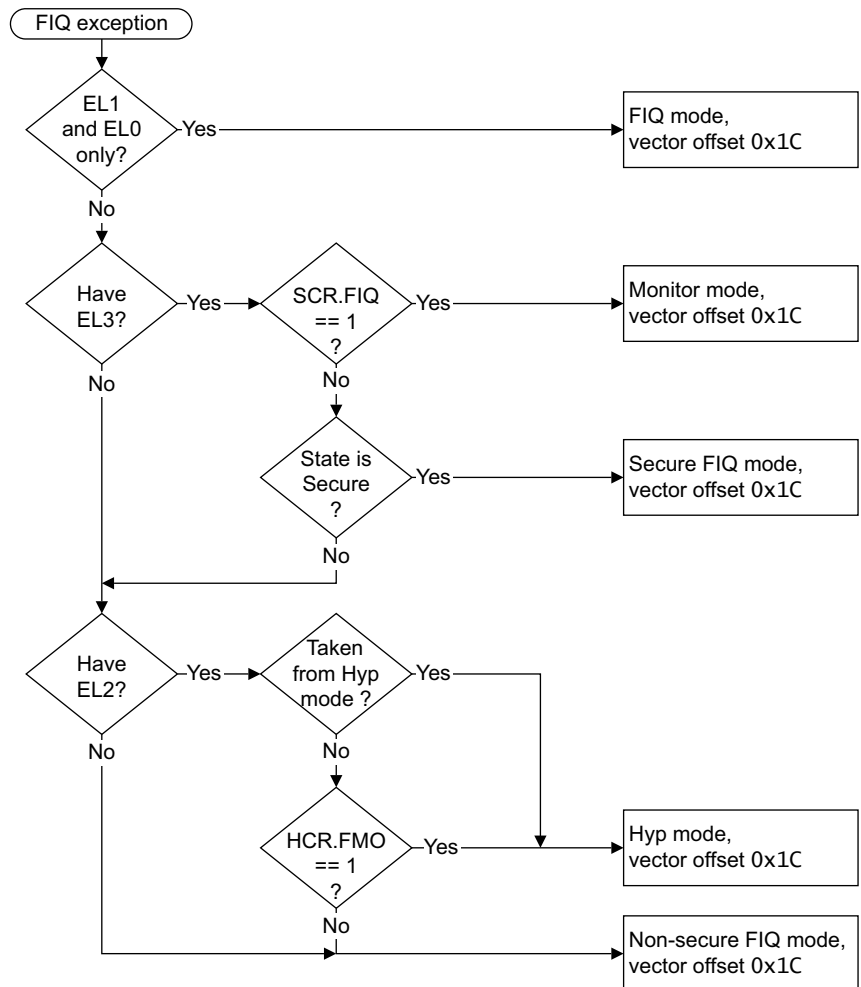 FIQ exception
EL1
and EL0
only?
Yes
FIQ mode,
vector offset 0x1C
No
Have
EL3?
Yes
SCR.FIQ
== 1
?
Yes
Monitor mode,
vector offset 0x1C
No
No
State is
Secure
?
Yes
Secure FIQ mode,
vector offset 0x1C
No
Have
EL2?
Yes
Taken
from Hyp
mode ?
Yes
No
No
HCR.FMO
== 1
?
Yes
Hyp mode,
vector offset 0x1C
No
Non-secure FIQ mode,
vector offset 0x1C